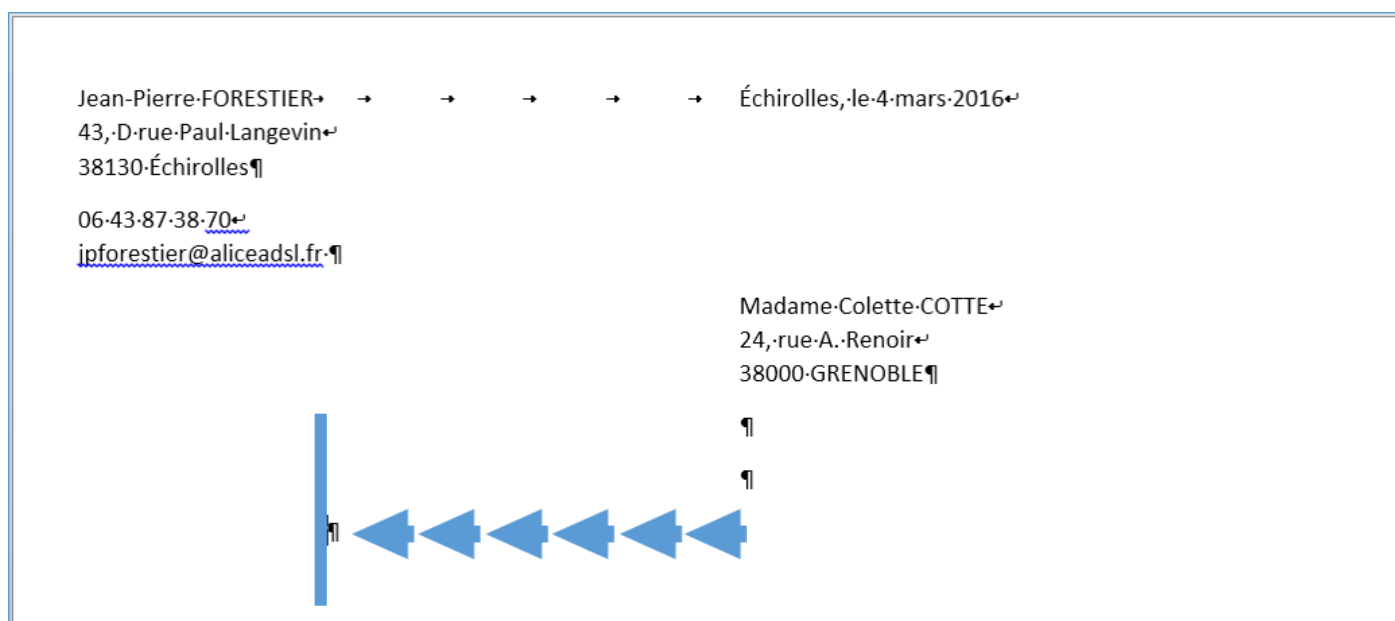 Jean-Pierre FORESTIER Échirolles, le 4 mars 2016
43, D rue Paul Langevin
38130 Échirolles
06 43 87 38 70
jpforestier@aliceadsl.fr
Madame Colette COTTE
24, rue A. Renoir
38000 GRENOBLE